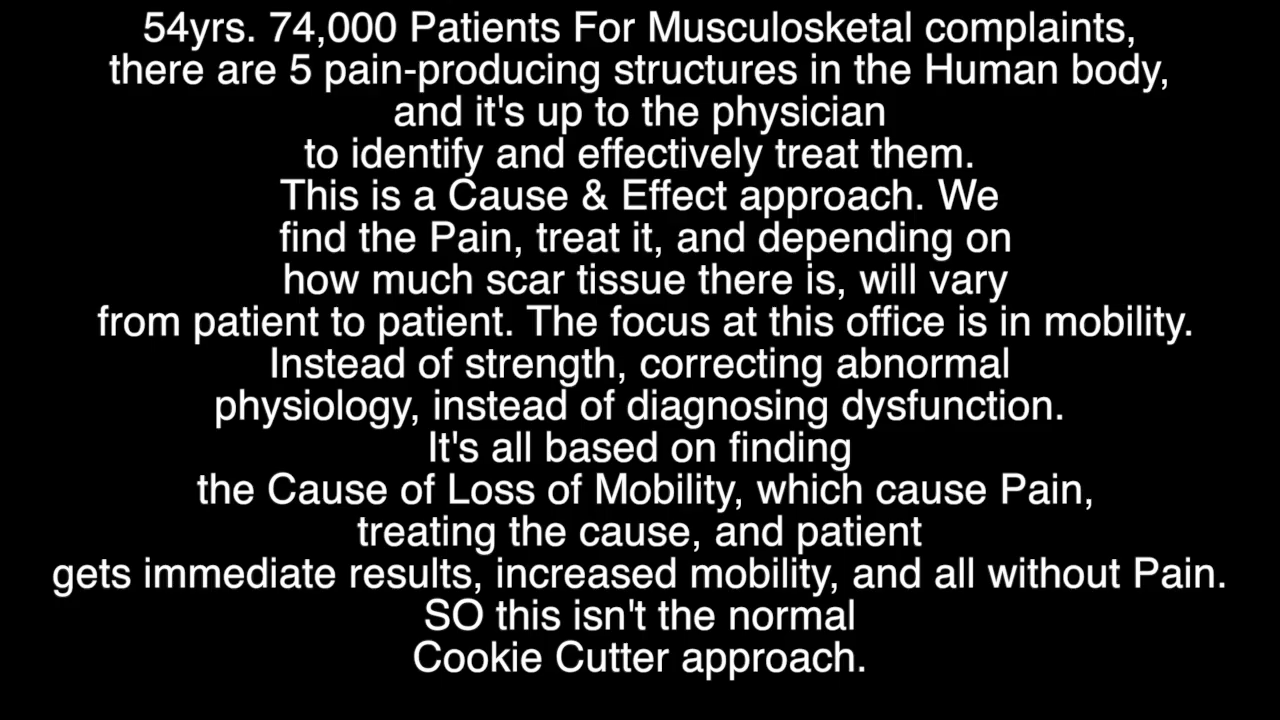 54yrs. 74,000 Patients For Musculosketal complaints,
there are 5 pain-producing structures in the Human body,
and it's up to the physician
to identify and effectively treat them.
This is a Cause & Effect approach. We
find the Pain, treat it, and depending on
how much scar tissue there is, will vary
from patient to patient. The focus at this office is in mobility.
Instead of strength, correcting abnormal
physiology, instead of diagnosing dysfunction.
It's all based on finding
the Cause of Loss of Mobility, which cause Pain,
treating the cause, and patient
gets immediate results, increased mobility, and all without Pain.
SO this isn't the normal
Cookie Cutter approach.